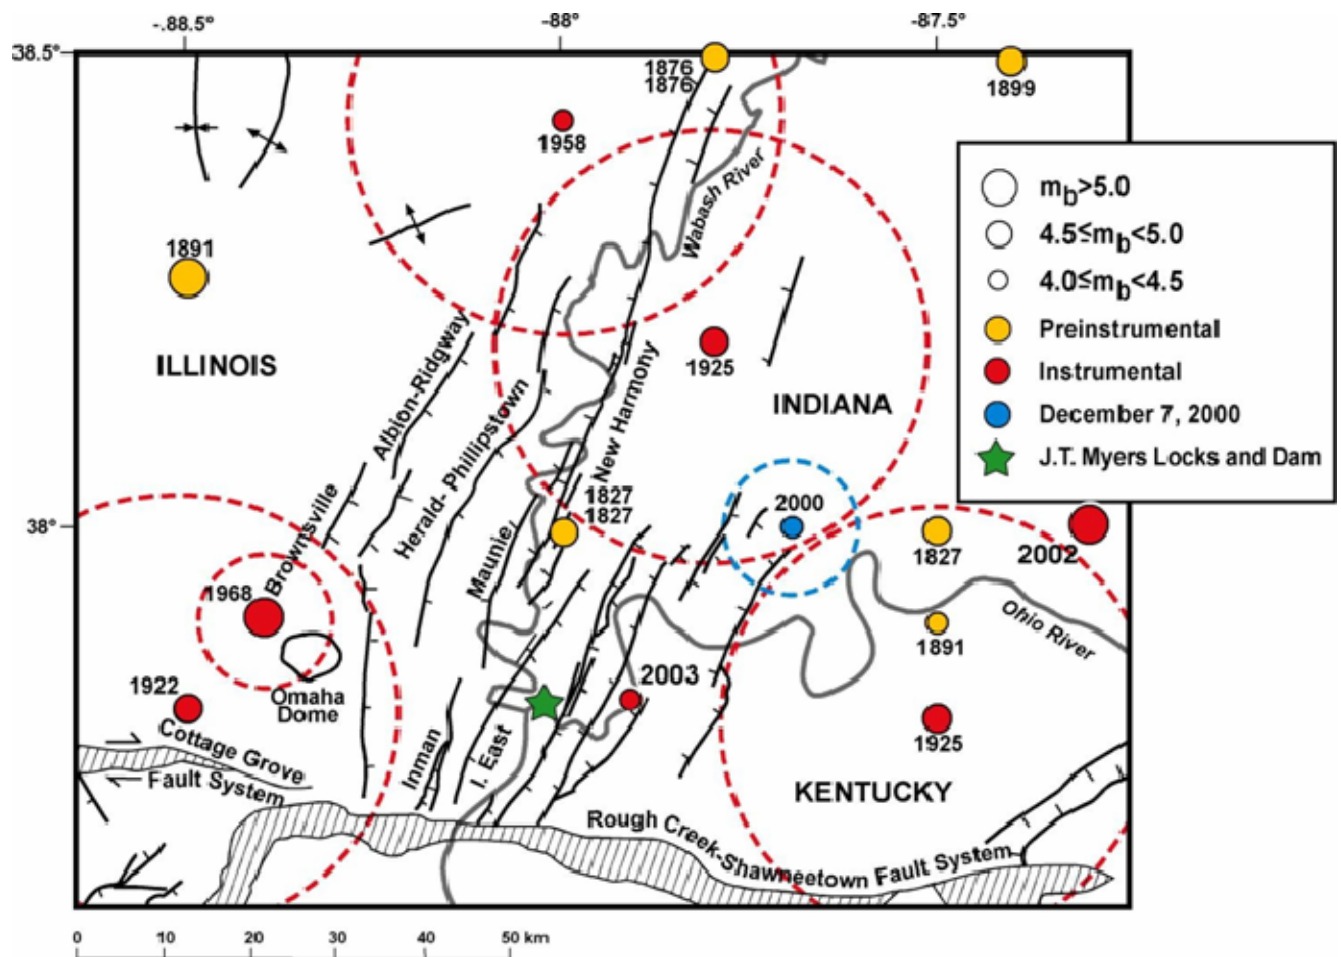 -.88.5°
-88°
-87.5°
38.5°
1876
1876
1899
1958
Wabash River
mb>5.0
4.5≤mb<5.0
4.0≤mb<4.5
Preinstrumental
Instrumental
December 7, 2000
J.T. Myers Locks and Dam
1891
ILLINOIS
1925
INDIANA
Albion-Ridgway
Herald- Phillipstown
New Harmony
1827
1827
2000
38°
Brownsville
Maunie
1827
2002
1968
1891
Ohio River
Omaha
Dome
1922
2003
1925
Cottage Grove
Fault System
Inman
I. East
KENTUCKY
Rough Creek-Shawneetown Fault System
0 10 20 30 40 50 km